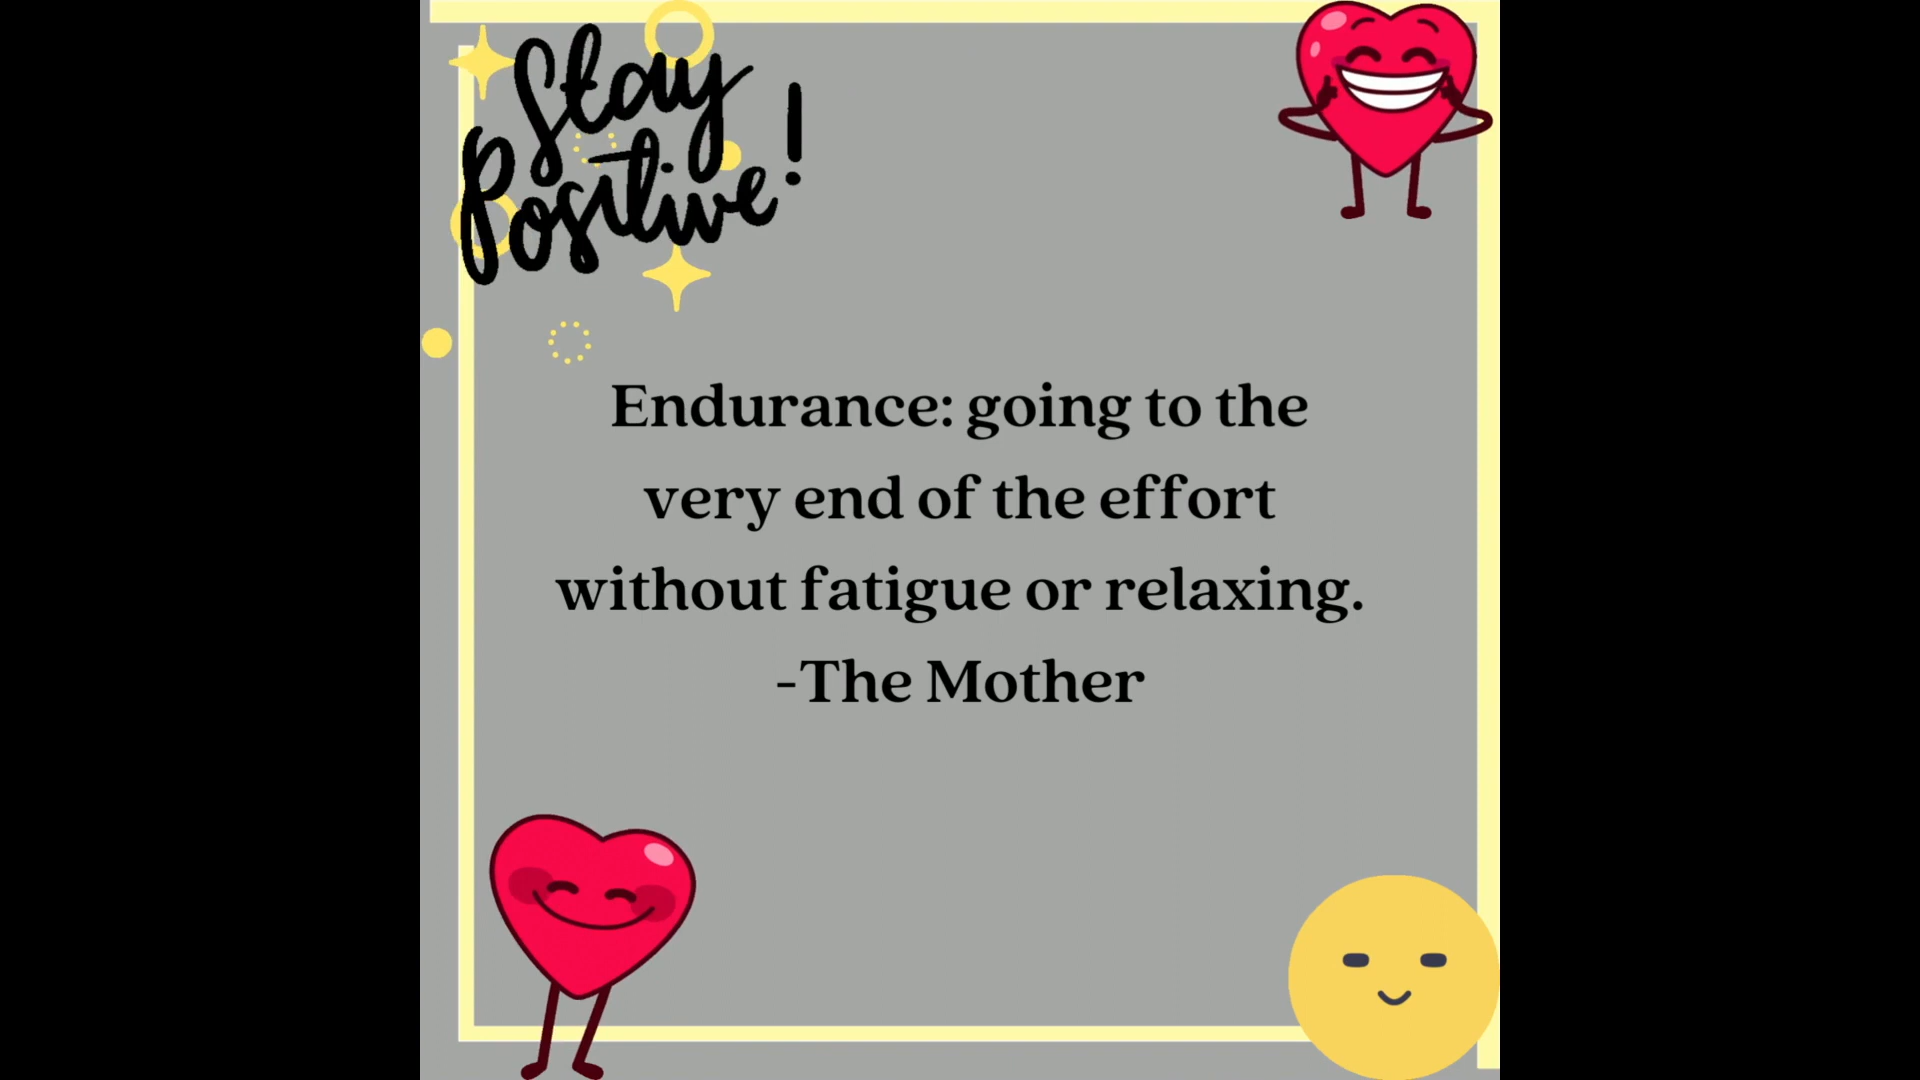 Stay
Positive!
Endurance: going to the
very end of the effort
without fatigue or relaxing.
-The Mother